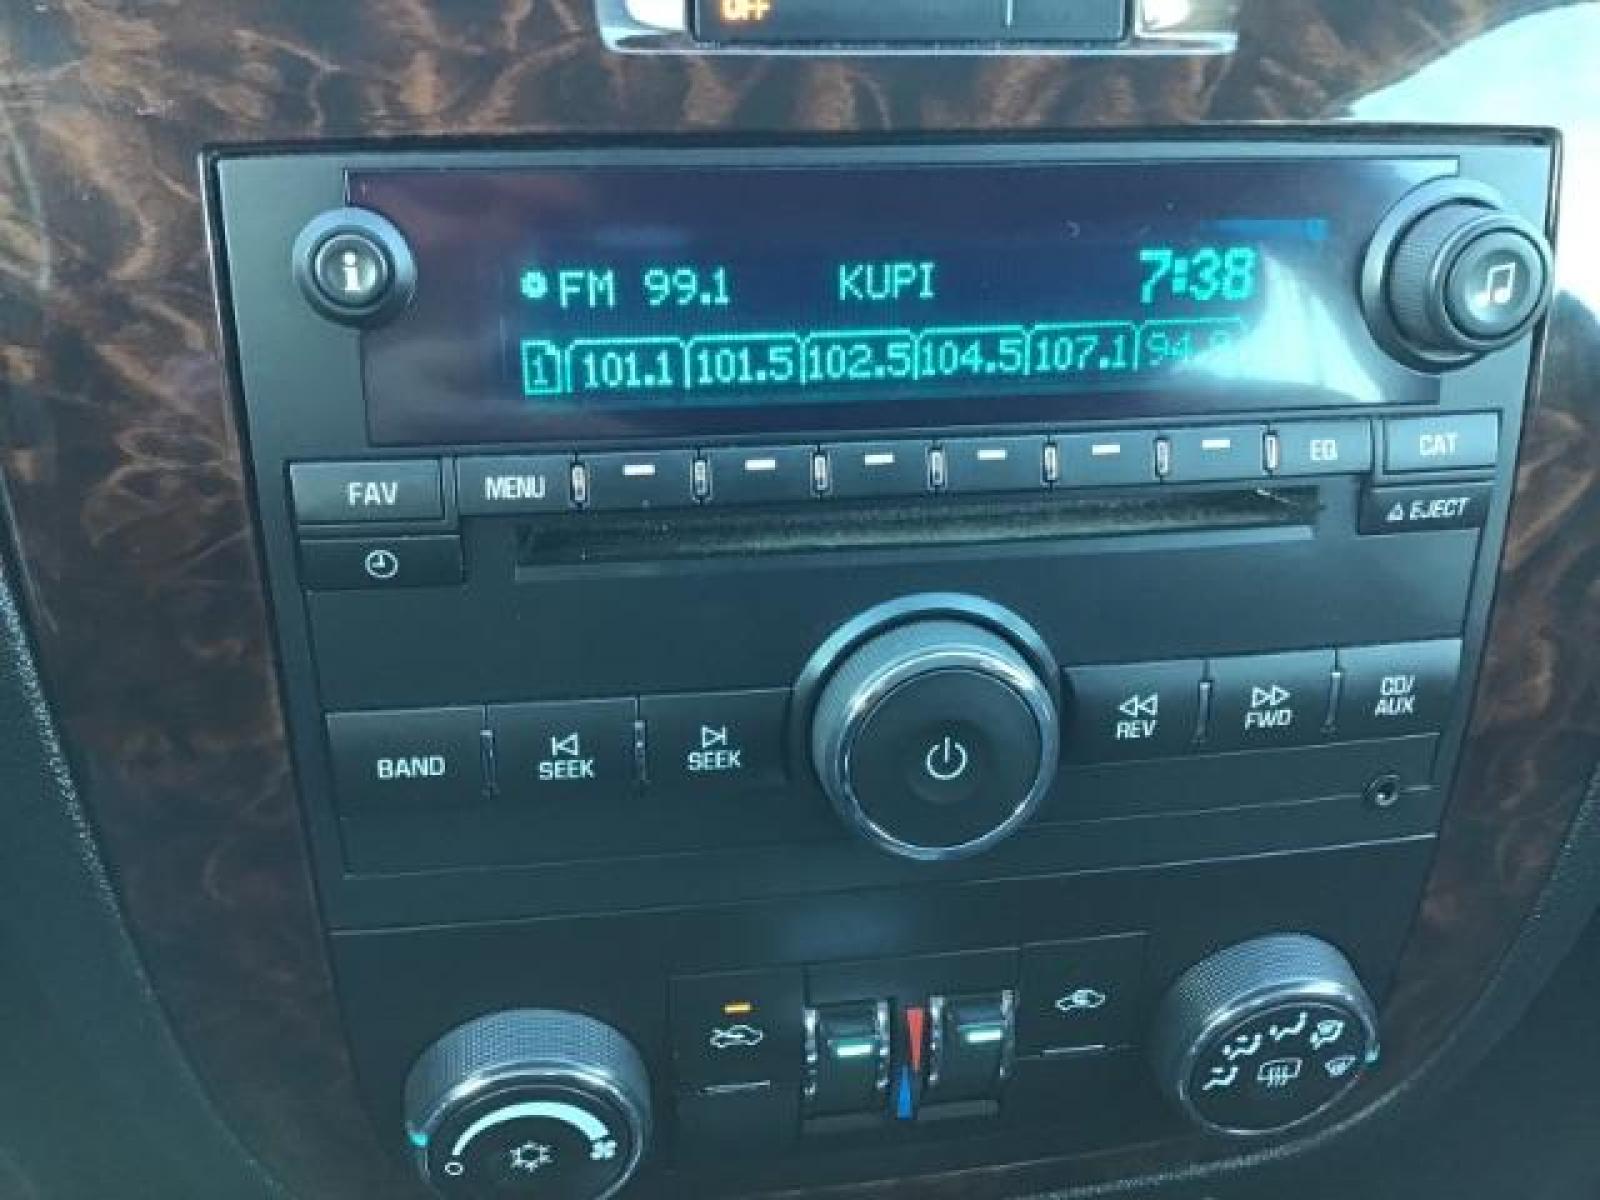 OFF
i
FM 99.1 KUPI 7:38
1 101.1 101.5 102.5 104.5 107.1
FAV MENU EQ CAT
EJECT
BAND SEEK SEEK REV FWD CD/
AUX